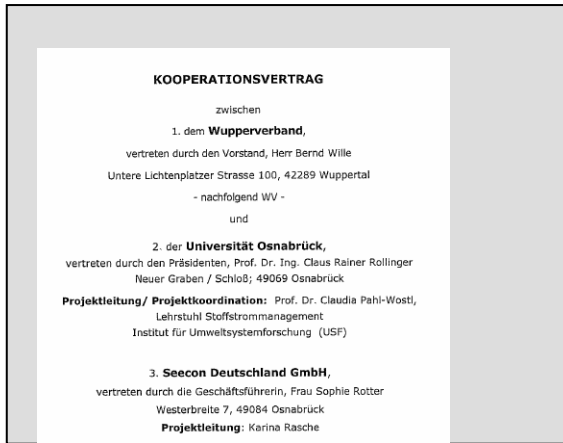 KOOPERATIONSVERTRAG
zwischen
1. dem Wupperverband,
vertreten durch den Vorstand, Herr Bernd Wille
Untere Lichtenplatzer Strasse 100, 42289 Wuppertal
- nachfolgend WV -
und
2. der Universität Osnabrück,
vertreten durch den Präsidenten, Prof. Dr. Ing. Claus Rainer Rollinger
Neuer Graben / Schloß; 49069 Osnabrück
Projektleitung/ Projektkoordination: Prof. Dr. Claudia Pahl-Wostl,
Lehrstuhl Stoffstrommanagement
Institut für Umweltsystemforschung (USF)
3. Seecon Deutschland GmbH,
vertreten durch die Geschäftsführerin, Frau Sophie Rotter
Westerbreite 7, 49084 Osnabrück
Projektleitung: Karina Rasche